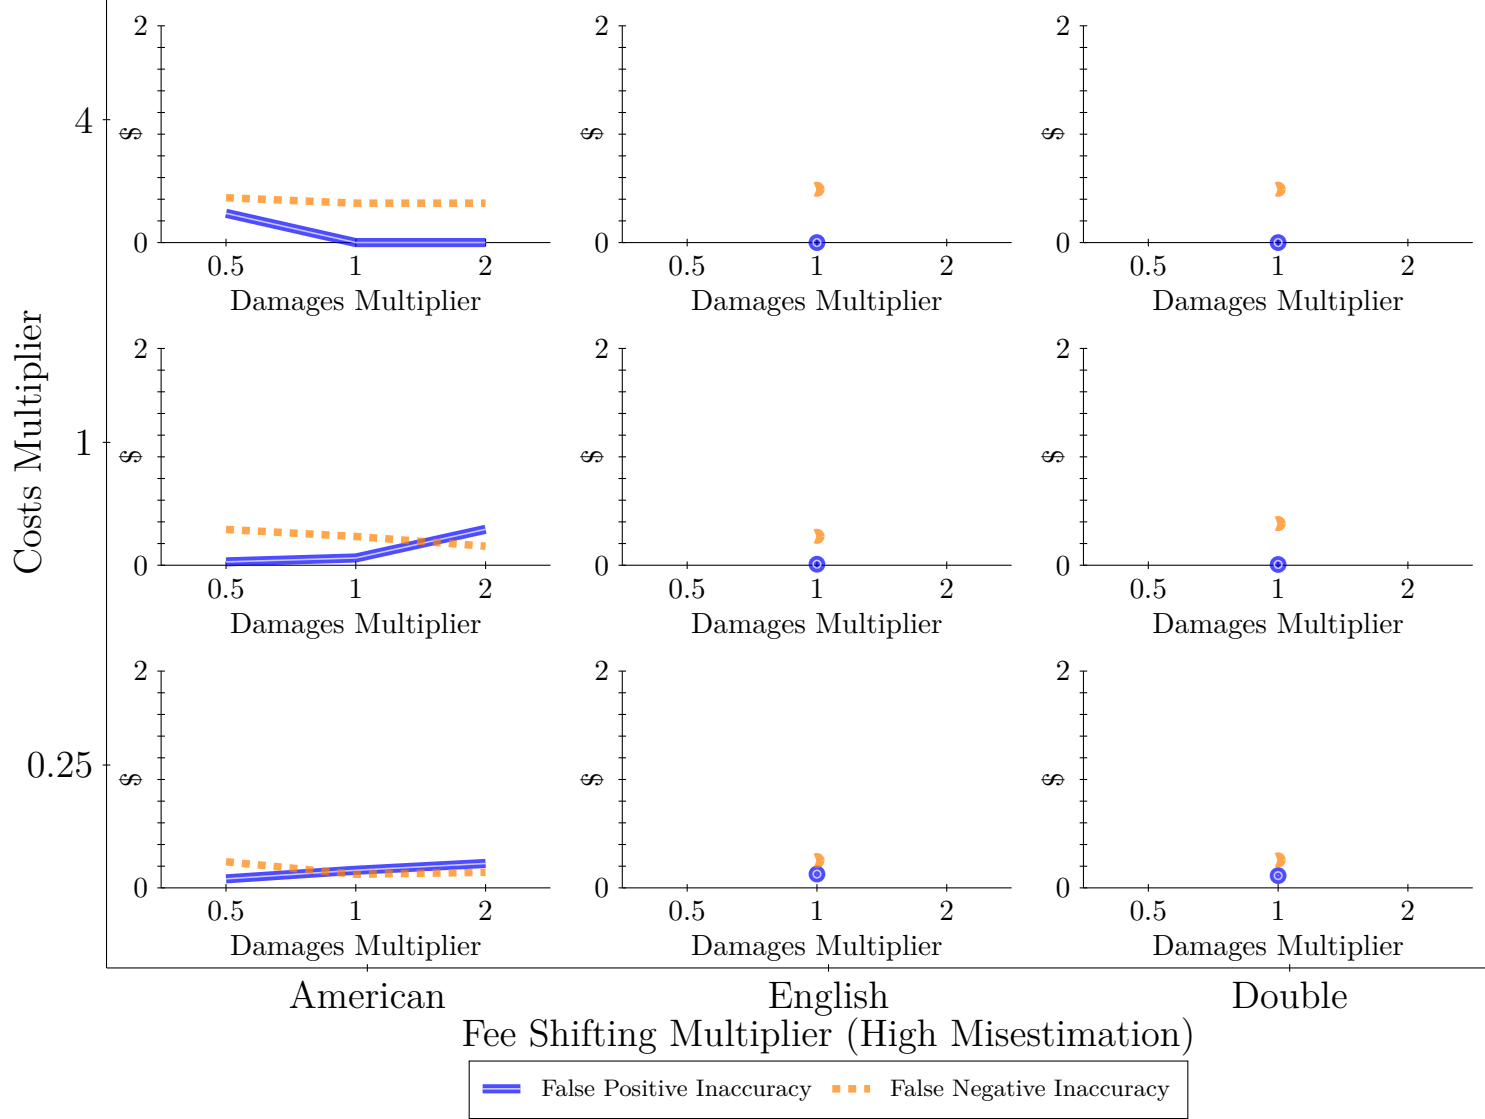 Costs Multiplier
4
2
$
0
0.5 1 2
Damages Multiplier
2
$
0
0.5 1 2
Damages Multiplier
2
$
0
0.5 1 2
Damages Multiplier
1
2
$
0
0.5 1 2
Damages Multiplier
2
$
0
0.5 1 2
Damages Multiplier
2
$
0
0.5 1 2
Damages Multiplier
0.25
2
$
0
0.5 1 2
Damages Multiplier
2
$
0
0.5 1 2
Damages Multiplier
2
$
0
0.5 1 2
Damages Multiplier
American English Double
Fee Shifting Multiplier (High Misestimation)
False Positive Inaccuracy False Negative Inaccuracy